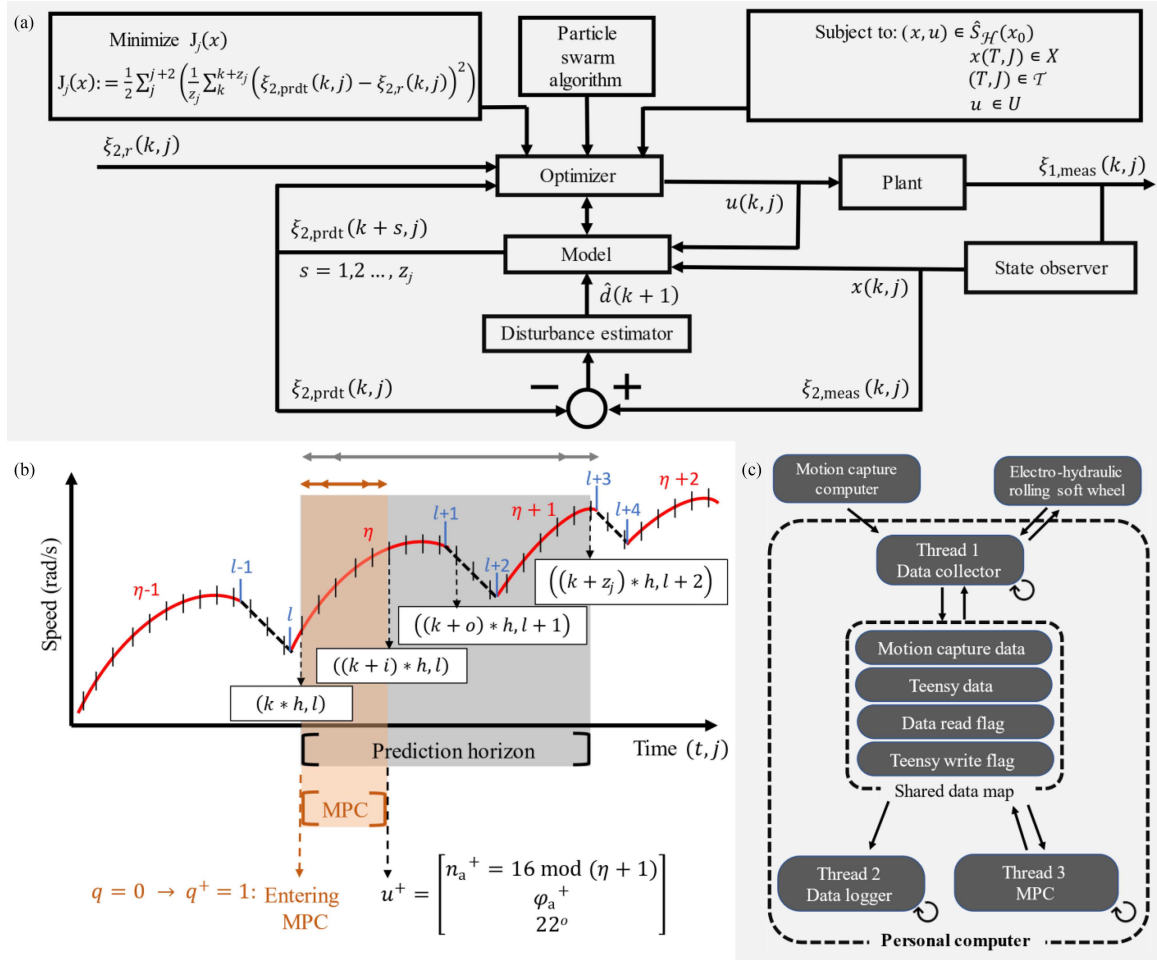 (a)
Minimize J_j(x)
J_j(x): = 1/2 ∑_j^{j+2} (1/z_j ∑_k^{k+z_j} (ξ_{2,prdt}(k, j) − ξ_{2,r}(k, j))^2)
Particle
swarm
algorithm
Subject to: (x, u) ∈ Ŝ_ℋ(x_0)
x(T, J) ∈ X
(T, J) ∈ 𝒯
u ∈ U
ξ_{2,r}(k, j)
Optimizer
u(k, j)
Plant
ξ_{1,meas}(k, j)
ξ_{2,prdt}(k + s, j)
s = 1,2 …, z_j
Model
x(k, j)
State observer
d̂(k + 1)
Disturbance estimator
ξ_{2,prdt}(k, j)
−
+
ξ_{2,meas}(k, j)
(b)
Speed (rad/s)
η-1
l-1
l
η
l+1
l+2
η + 1
l+3
l+4
η + 2
((k + z_j) * h, l + 2)
((k + o) * h, l + 1)
((k + i) * h, l)
(k * h, l)
Prediction horizon
Time (t, j)
MPC
q = 0 → q^+ = 1: Entering
MPC
u^+ = [n_a^+ = 16 mod (η + 1)
φ_a^+
22^o]
(c)
Motion capture
computer
Electro-hydraulic
rolling soft wheel
Thread 1
Data collector
Motion capture data
Teensy data
Data read flag
Teensy write flag
Shared data map
Thread 2
Data logger
Thread 3
MPC
Personal computer